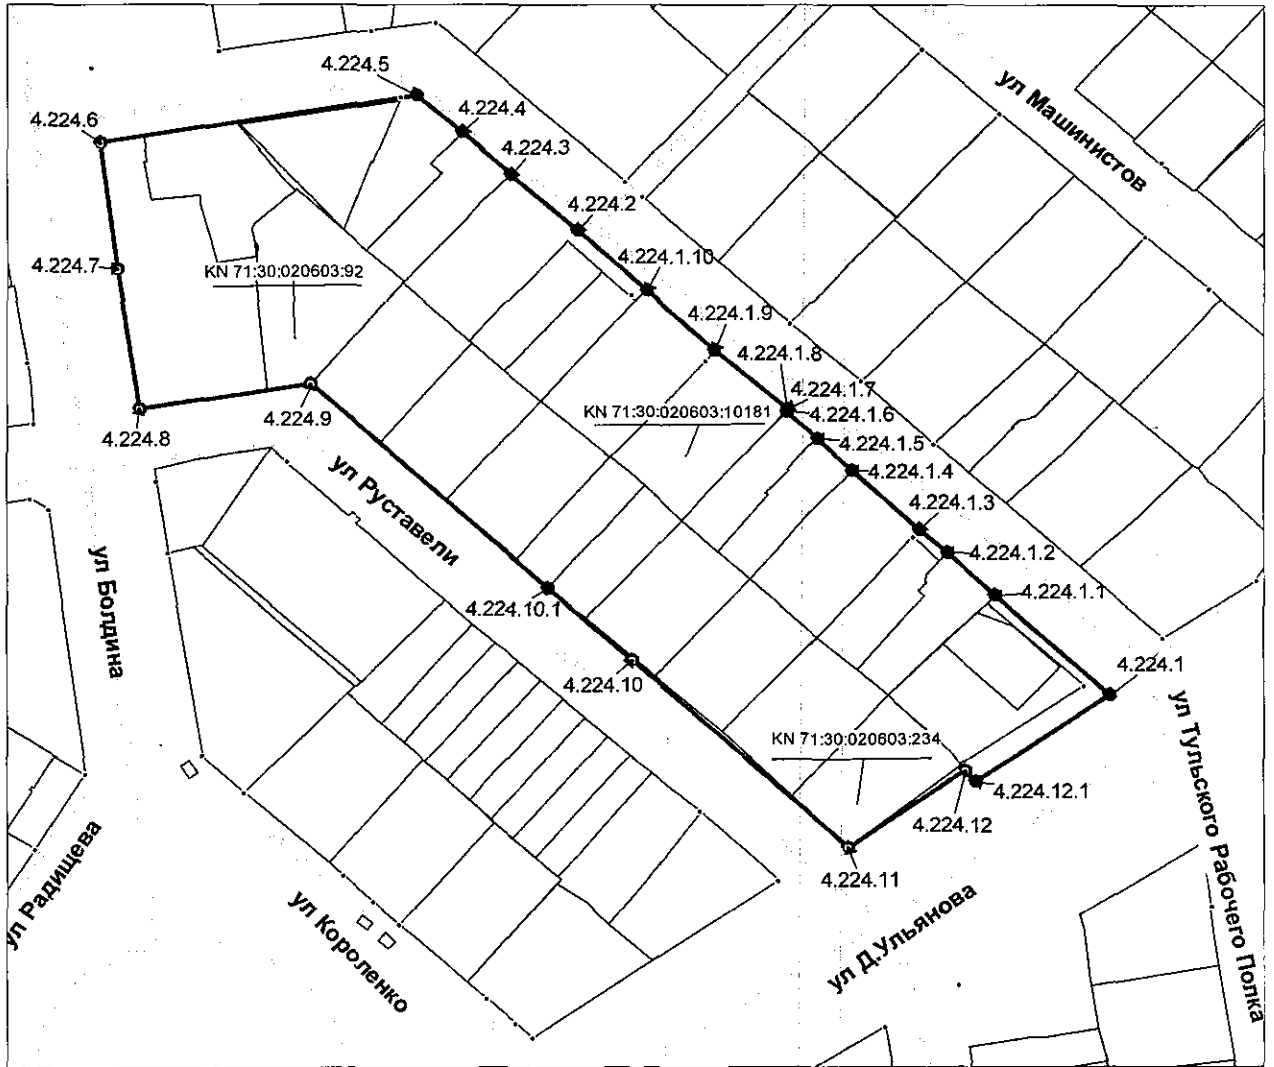 4.224.5
ул Машинистов
4.224.4
4.224.6
4.224.3
4.224.2
4.224.7
KN 71:30:020603:92
4.224.1.10
4.224.1.9
4.224.1.8
4.224.1.7
4.224.9
KN 71:30:020603:10181
4.224.1.6
4.224.8
4.224.1.5
4.224.1.4
ул Руставели
4.224.1.3
4.224.1.2
ул Болдина
4.224.10.1
4.224.1.1
4.224.10
4.224.1
ул Тульского Рабочего Полка
KN 71:30:020603:234
4.224.12.1
4.224.12
ул Радищева
4.224.11
ул Короленко
ул Д.Ульянова